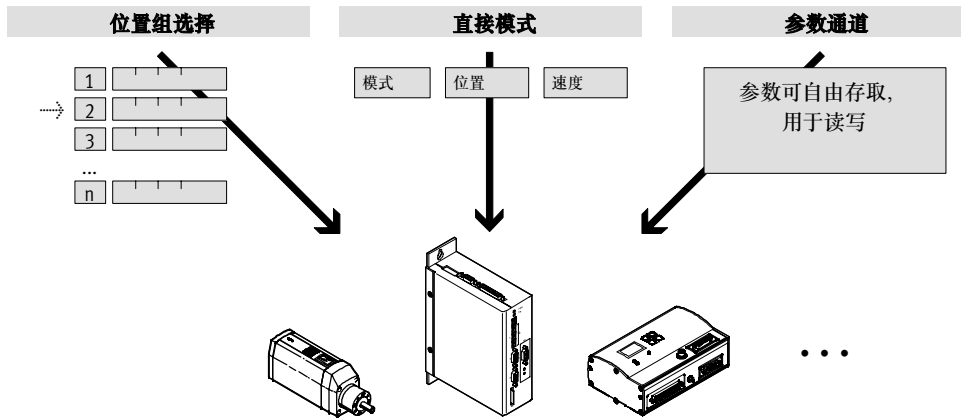 位置组选择
直接模式
参数通道
1
2
3
...
n
模式
位置
速度
参数可自由存取,
用于读写
...